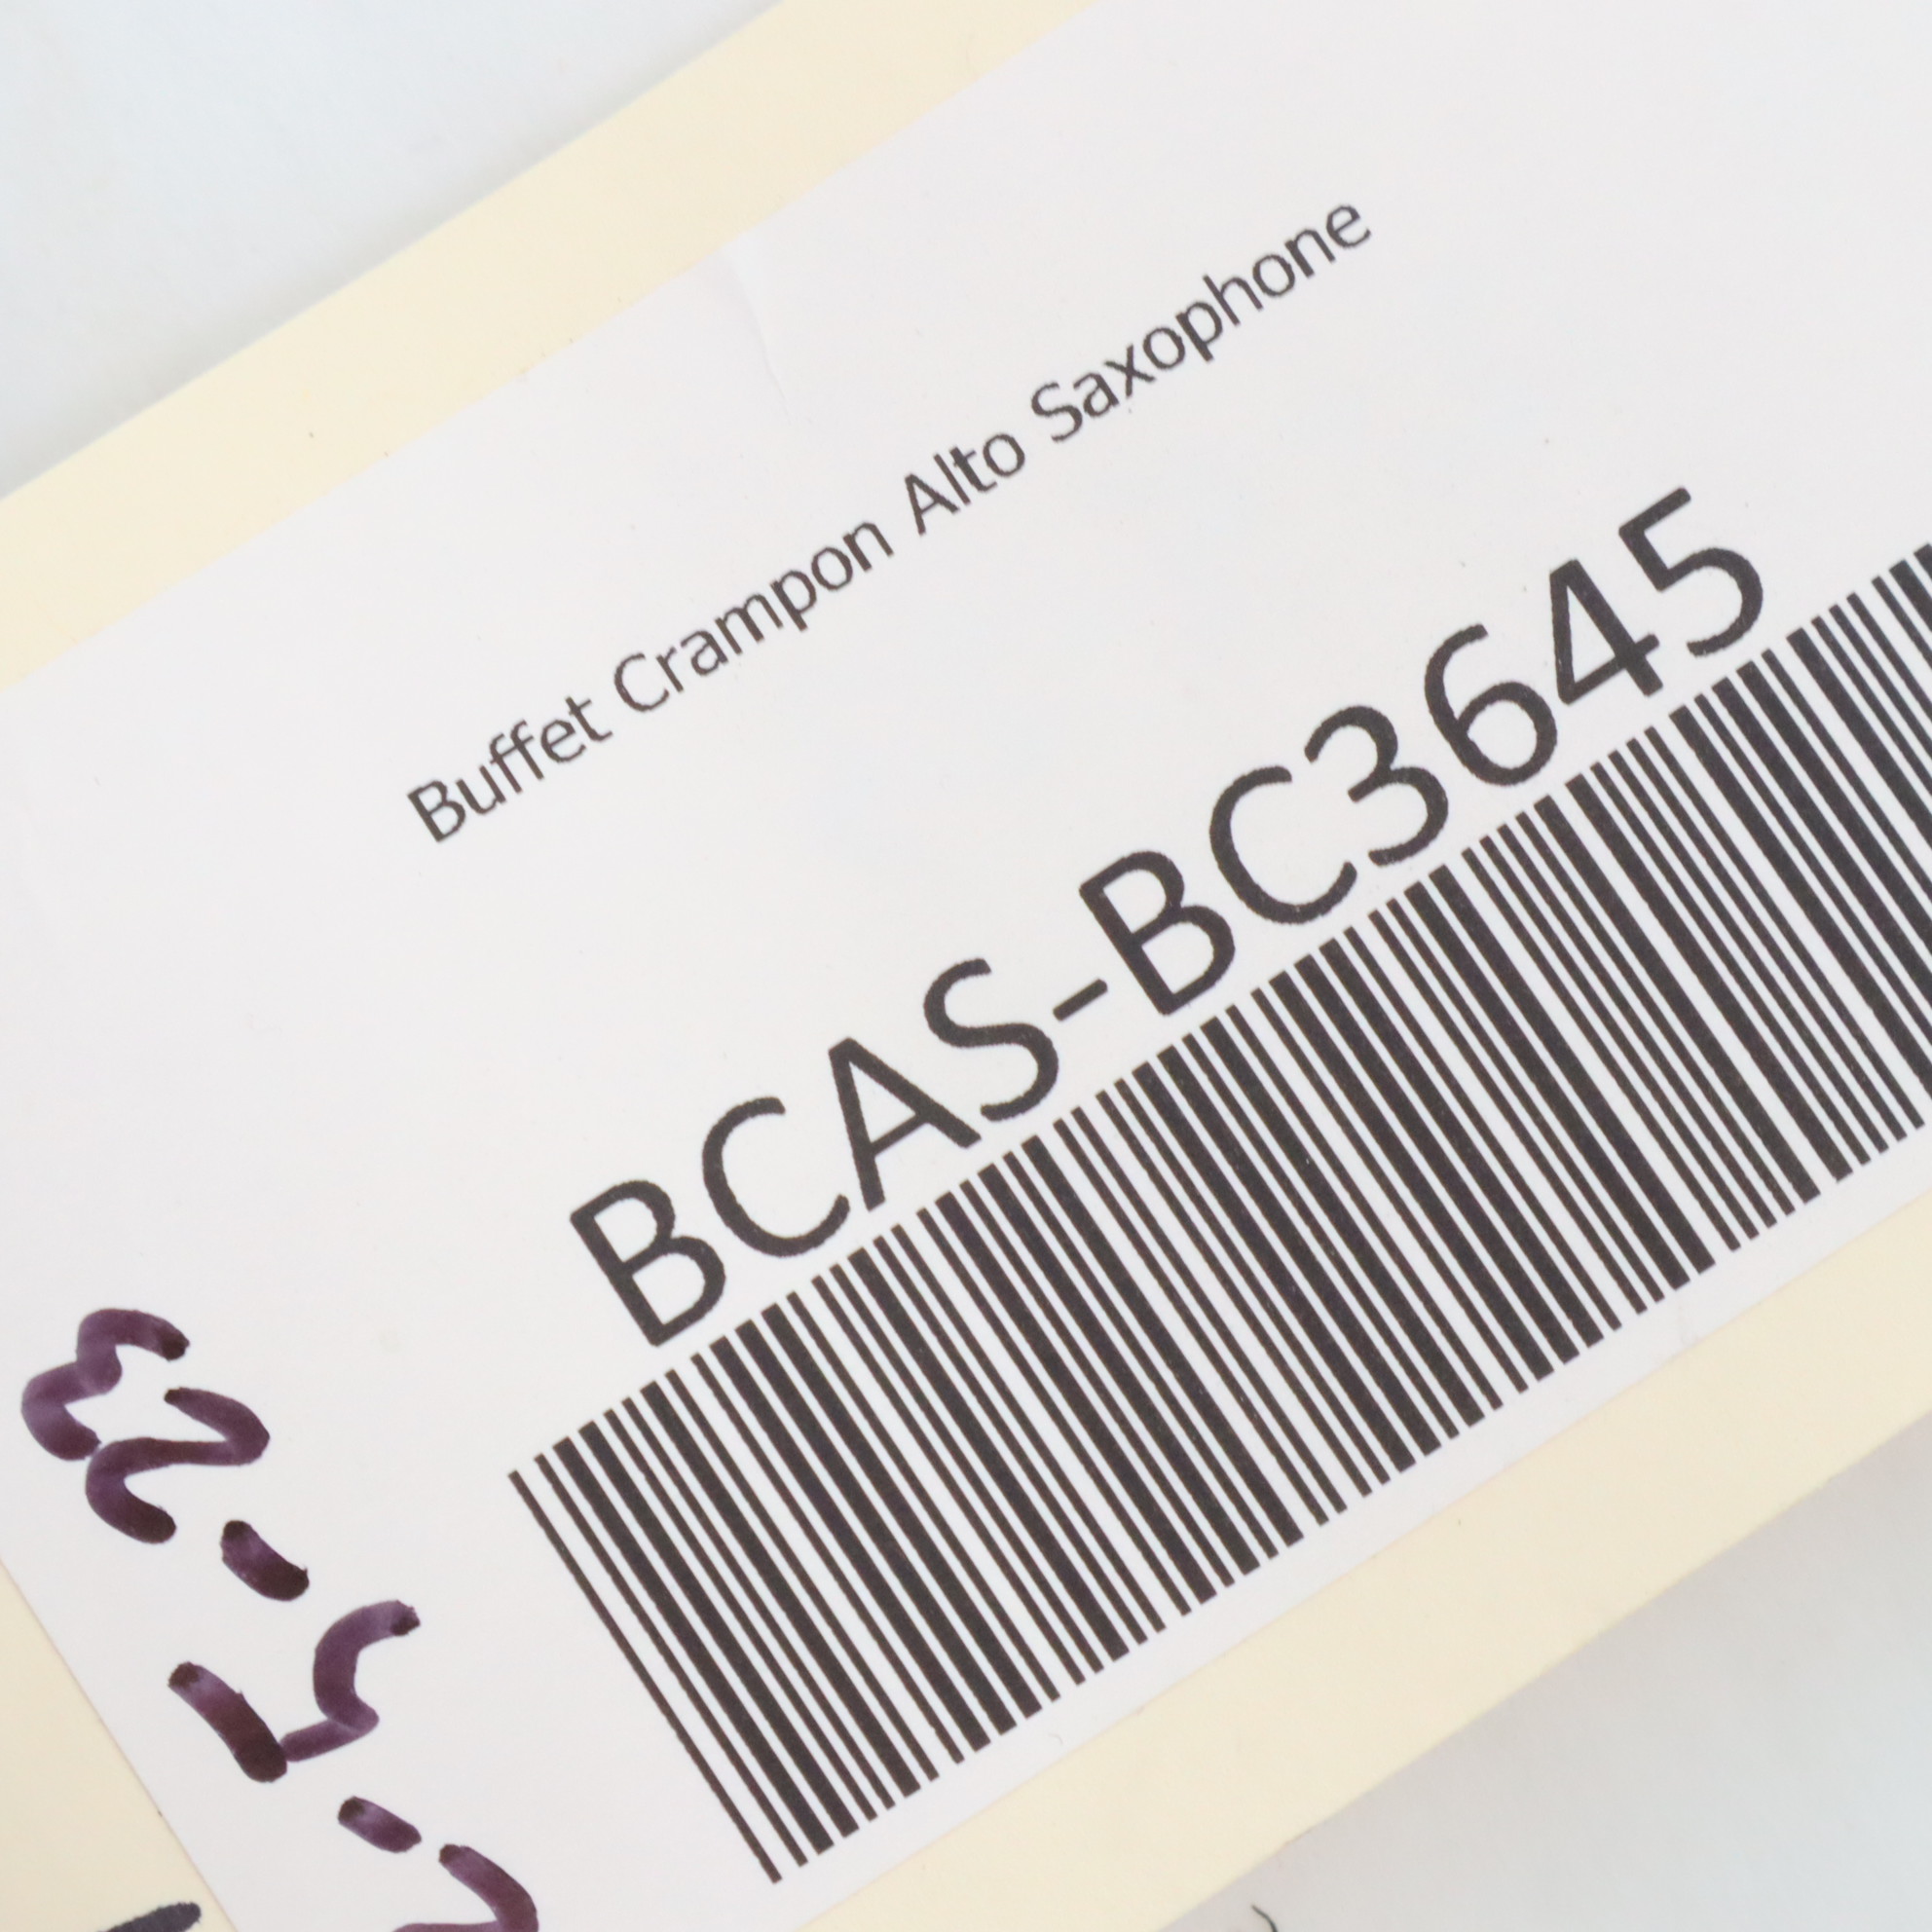 Buffet Crampon Alto Saxophone
BCAS-BC3645